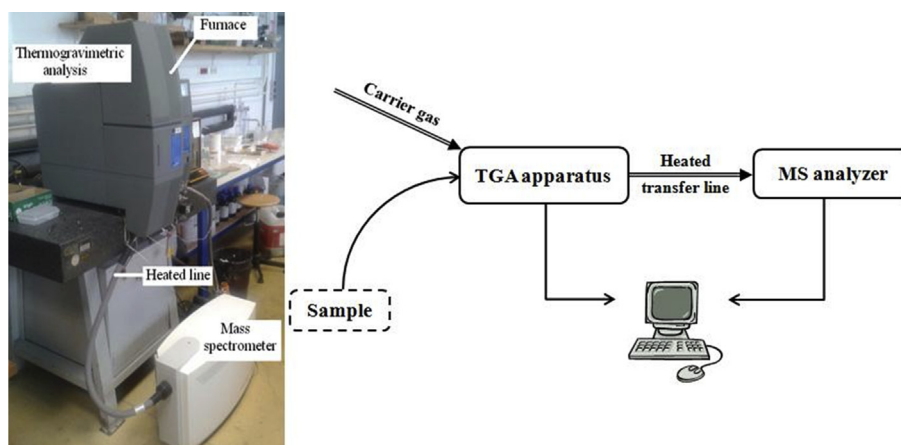 Furnace
Thermogravimetric
analysis
Heated line
Mass
spectrometer
Carrier gas
TGA apparatus
Heated
transfer line
MS analyzer
Sample